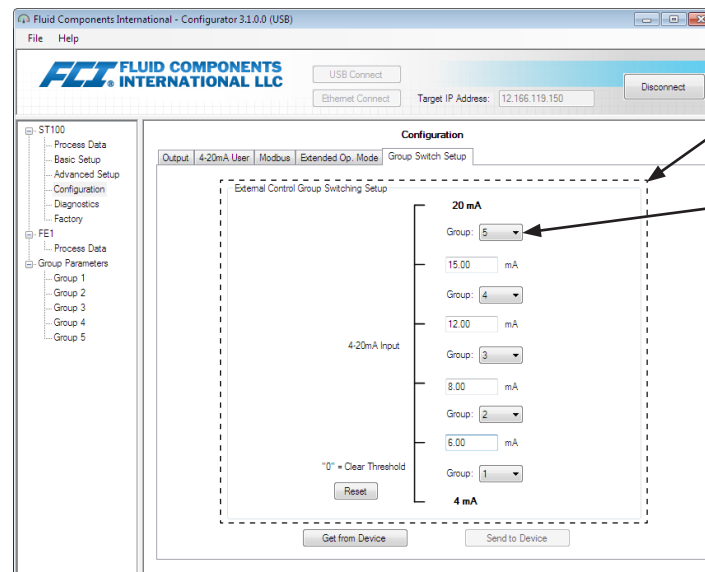 Fluid Components International - Configurator 3.1.0.0 (USB)
File Help
FCI® FLUID COMPONENTS
INTERNATIONAL LLC
USB Connect
Ethernet Connect
Target IP Address: 12.166.119.150
Disconnect
ST100
Process Data
Basic Setup
Advanced Setup
Configuration
Diagnostics
Factory
FE1
Process Data
Group Parameters
Group 1
Group 2
Group 3
Group 4
Group 5
Configuration
Output 4-20mA User Modbus Extended Op. Mode Group Switch Setup
External Control Group Switching Setup
20 mA
Group: 5
15.00 mA
Group: 4
12.00 mA
4-20mA Input
Group: 3
8.00 mA
Group: 2
6.00 mA
"0" = Clear Threshold
Group: 1
Reset
4 mA
Get from Device
Send to Device